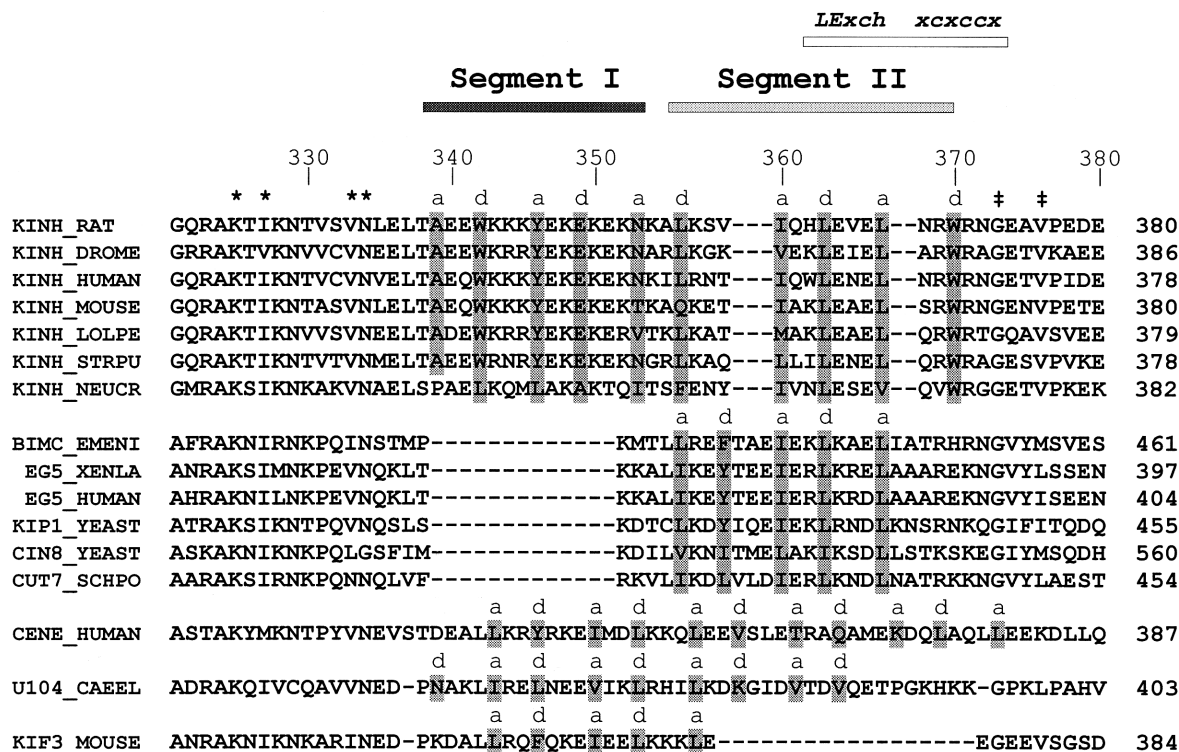 LExch xcxccx
Segment I Segment II
330 340 350 360 370 380
* * ** a d a d a d a d a d ‡ ‡
KINH_RAT GQRAKTIKNTVSVNLELTAEEWKKKYEKEKEKNKALKSV---IQHLEVEL--NRWRNGEAVPEDE 380
KINH_DROME GRRAKTVKNVVCVNEELTAEEWKRRYEKEKEKNARLKGK---VEKLEIEL--ARWRAGETVKAEE 386
KINH_HUMAN GQRAKTIKNTVCVNVELTAEQWKKKYEKEKEKNKILRNT---IQWLENEL--NRWRNGETVPIDE 378
KINH_MOUSE GQRAKTIKNTASVNLELTAEQWKKKYEKEKEKTKAQKET---IAKLEAEL--SRWRNGENVPETE 380
KINH_LOLPE GQRAKTIKNVVSVNEELTADEWKRRYEKEKERVTKLKAT---MAKLEAEL--QRWRTGQAVSVEE 379
KINH_STRPU GQRAKTIKNTVTVNMELTAEEWRNRYEKEKEKNGRLKAQ---LLILENEL--QRWRAGESVPVKE 378
KINH_NEUCR GMRAKSIKNKAKVNAELSPAELKQMLAKAKTQITSFENY---IVNLESEV--QVWRGGETVPKEK 382
a d a d a
BIMC_EMENI AFRAKNIRNKPQINSTMP-------------KMTLLREFTAEIEKLKAELIATRHRNGVYMSVES 461
EG5_XENLA ANRAKSIMNKPEVNQKLT-------------KKALIKEYTEEIERLKRELAAAREKNGVYLSSEN 397
EG5_HUMAN AHRAKNILNKPEVNQKLT-------------KKALIKEYTEEIERLKRDLAAAREKNGVYISEEN 404
KIP1_YEAST ATRAKSIKNTPQVNQSLS-------------KDTCLKDYIQEIEKLRNDLKNSRNKQGIFITQDQ 455
CIN8_YEAST ASKAKNIKNKPQLGSFIM-------------KDILVKNITMELAKIKSDLLSTKSKEGIYMSQDH 560
CUT7_SCHPO AARAKSIRNKPQNNQLVF-------------RKVLIKDLVLDIERLKNDLNATRKKNGVYLAEST 454
a d a d a d a d a d a
CENE_HUMAN ASTAKYMKNTPYVNEVSTDEALLKRYRKEIMDLKKQLEEVSLETRAQAMEKDQLAQLLEEKDLLQ 387
d a d a d a d a d
U104_CAEEL ADRAKQIVCQAVVNED-PNAKLIRELNEEVIKLRHILKDKGIDVTDVQETPGKHKK-GPKLPAHV 403
a d a d a
KIF3_MOUSE ANRAKNIKNKARINED-PKDALLRQFQKEIEELKKKLE------------------EGEEVSGSD 384